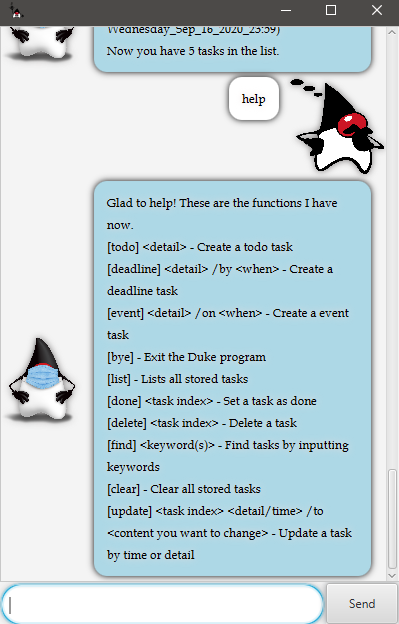 Wednesday_Sep_16_2020_23:59)
Now you have 5 tasks in the list.
help
Glad to help! These are the functions I have
now.
[todo] <detail> - Create a todo task
[deadline] <detail> /by <when> - Create a
deadline task
[event] <detail> /on <when> - Create a event
task
[bye] - Exit the Duke program
[list] - Lists all stored tasks
[done] <task index> - Set a task as done
[delete] <task index> - Delete a task
[find] <keyword(s)> - Find tasks by inputting
keywords
[clear] - Clear all stored tasks
[update] <task index> <detail/time> /to
<content you want to change> - Update a task
by time or detail
Send